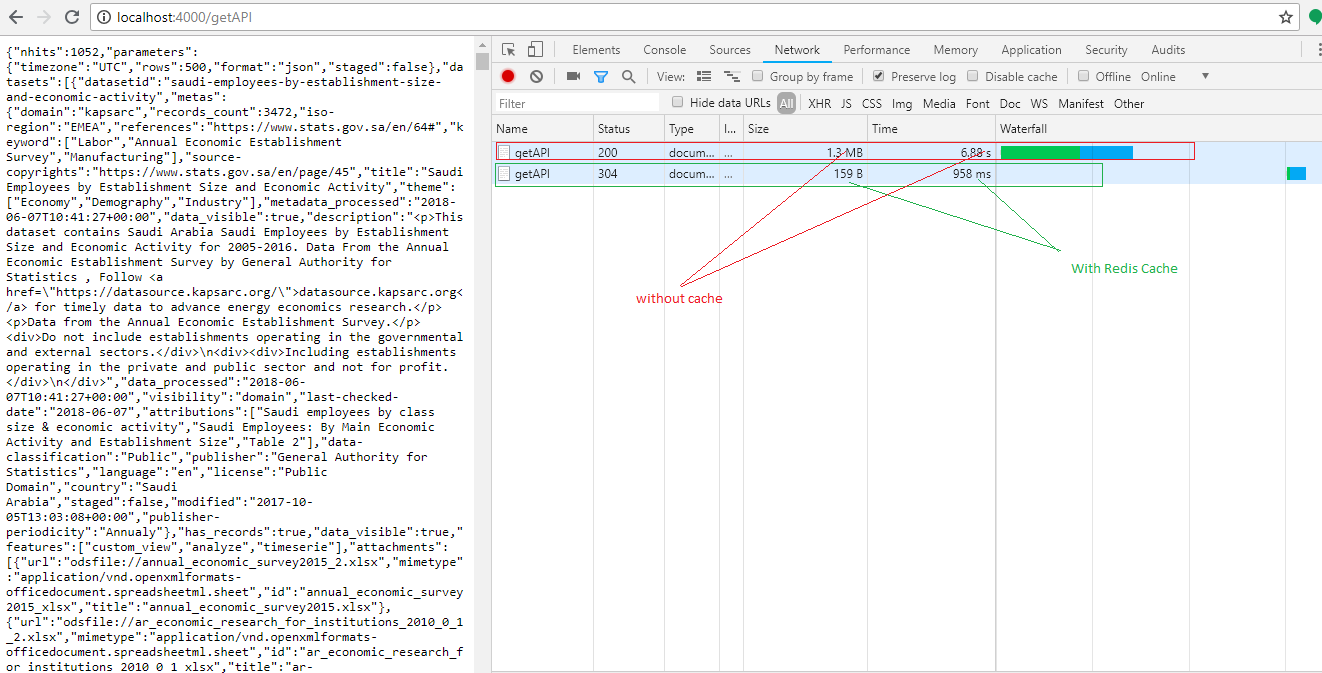 localhost:4000/getAPI
{"nhits":1052,"parameters":
{"timezone":"UTC","rows":500,"format":"json","staged":false},"da
tasets":[{"datasetid":"saudi-employees-by-establishment-size-
and-economic-activity","metas":
{"domain":"kapsarc","records_count":3472,"iso-
region":"EMEA","references":"https://www.stats.gov.sa/en/64#","k
eyword":["Labor","Annual Economic Establishment
Survey","Manufacturing"],"source-
copyrights":"https://www.stats.gov.sa/en/page/45","title":"Saudi
Employees by Establishment Size and Economic Activity","theme":
["Economy","Demography","Industry"],"metadata_processed":"2018-
06-07T10:41:27+00:00","data_visible":true,"description":"<p>This
dataset contains Saudi Arabia Saudi Employees by Establishment
Size and Economic Activity for 2005-2016. Data From the Annual
Economic Establishment Survey by General Authority for
Statistics , Follow <a
href=\"https://datasource.kapsarc.org/\">datasource.kapsarc.org<
/a> for timely data to advance energy economics research.</p>
<p>Data from the Annual Economic Establishment Survey.</p>
<div>Do not include establishments operating in the governmental
and external sectors.</div>\n<div><div>Including establishments
operating in the private and public sector and not for profit.
</div>\n</div>","data_processed":"2018-06-
07T10:41:27+00:00","visibility":"domain","last-checked-
date":"2018-06-07","attributions":["Saudi employees by class
size & economic activity","Saudi Employees: By Main Economic
Activity and Establishment Size","Table 2"],"data-
classification":"Public","publisher":"General Authority for
Statistics","language":"en","license":"Public
Domain","country":"Saudi
Arabia","staged":false,"modified":"2017-10-
05T13:03:08+00:00","publisher-
periodicity":"Annualy"},"has_records":true,"data_visible":true,"
features":["custom_view","analyze","timeserie"],"attachments":
[{"url":"odsfile://annual_economic_survey2015_2.xlsx","mimetype"
:"application/vnd.openxmlformats-
officedocument.spreadsheetml.sheet","id":"annual_economic_survey
2015_xlsx","title":"annual_economic_survey2015.xlsx"},
{"url":"odsfile://ar_economic_research_for_institutions_2010_0_1
_2.xlsx","mimetype":"application/vnd.openxmlformats-
officedocument.spreadsheetml.sheet","id":"ar_economic_research_f
or_institutions_2010_0_1_xlsx","title":"ar-
Elements Console Sources Network Performance Memory Application Security Audits
View: Group by frame Preserve log Disable cache Offline Online
Filter Hide data URLs All XHR JS CSS Img Media Font Doc WS Manifest Other
Name Status Type I... Size Time Waterfall
getAPI 200 docum... ... 1.3 MB 6.88 s
getAPI 304 docum... ... 159 B 958 ms
With Redis Cache
without cache